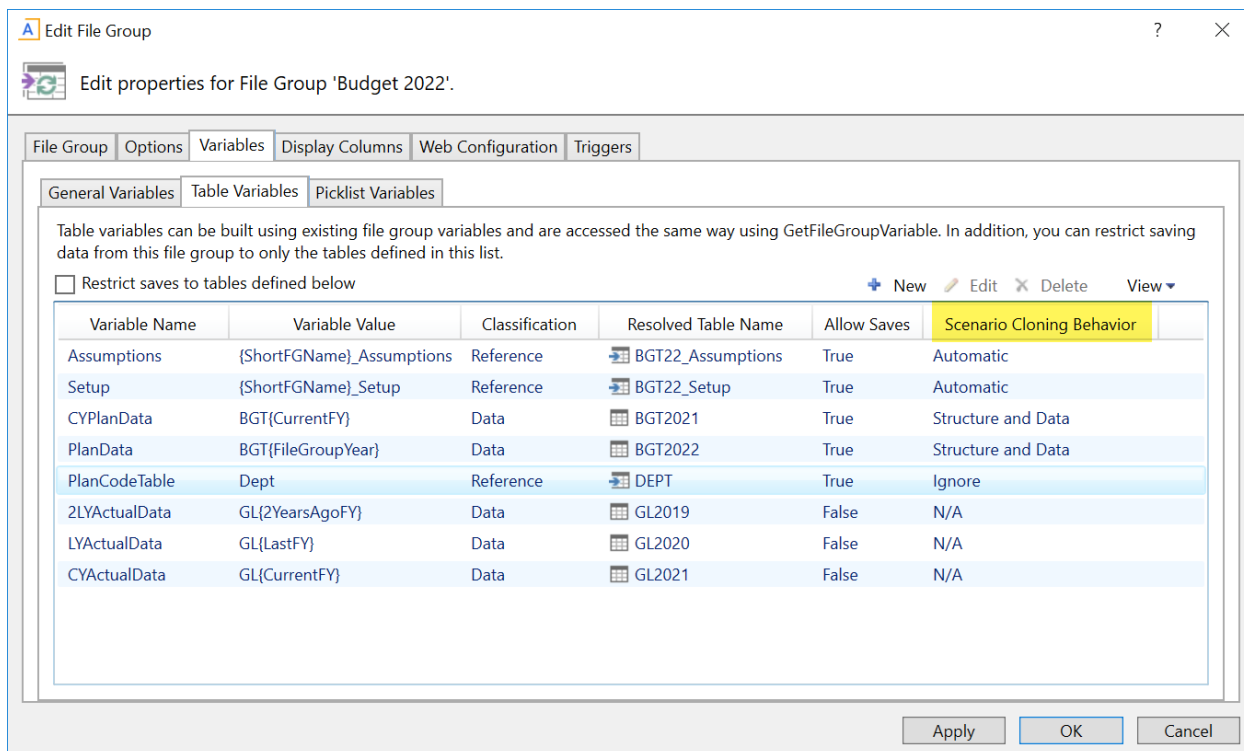 A Edit File Group ?
Edit properties for File Group 'Budget 2022'.
File Group Options Variables Display Columns Web Configuration Triggers
General Variables Table Variables Picklist Variables
Table variables can be built using existing file group variables and are accessed the same way using GetFileGroupVariable. In addition, you can restrict saving
data from this file group to only the tables defined in this list.
Restrict saves to tables defined below New Edit Delete View
Variable Name Variable Value Classification Resolved Table Name Allow Saves Scenario Cloning Behavior
Assumptions {ShortFGName}_Assumptions Reference BGT22_Assumptions True Automatic
Setup {ShortFGName}_Setup Reference BGT22_Setup True Automatic
CYPlanData BGT{CurrentFY} Data BGT2021 True Structure and Data
PlanData BGT{FileGroupYear} Data BGT2022 True Structure and Data
PlanCodeTable Dept Reference DEPT True Ignore
2LYActualData GL{2YearsAgoFY} Data GL2019 False N/A
LYActualData GL{LastFY} Data GL2020 False N/A
CYActualData GL{CurrentFY} Data GL2021 False N/A
Apply OK Cancel